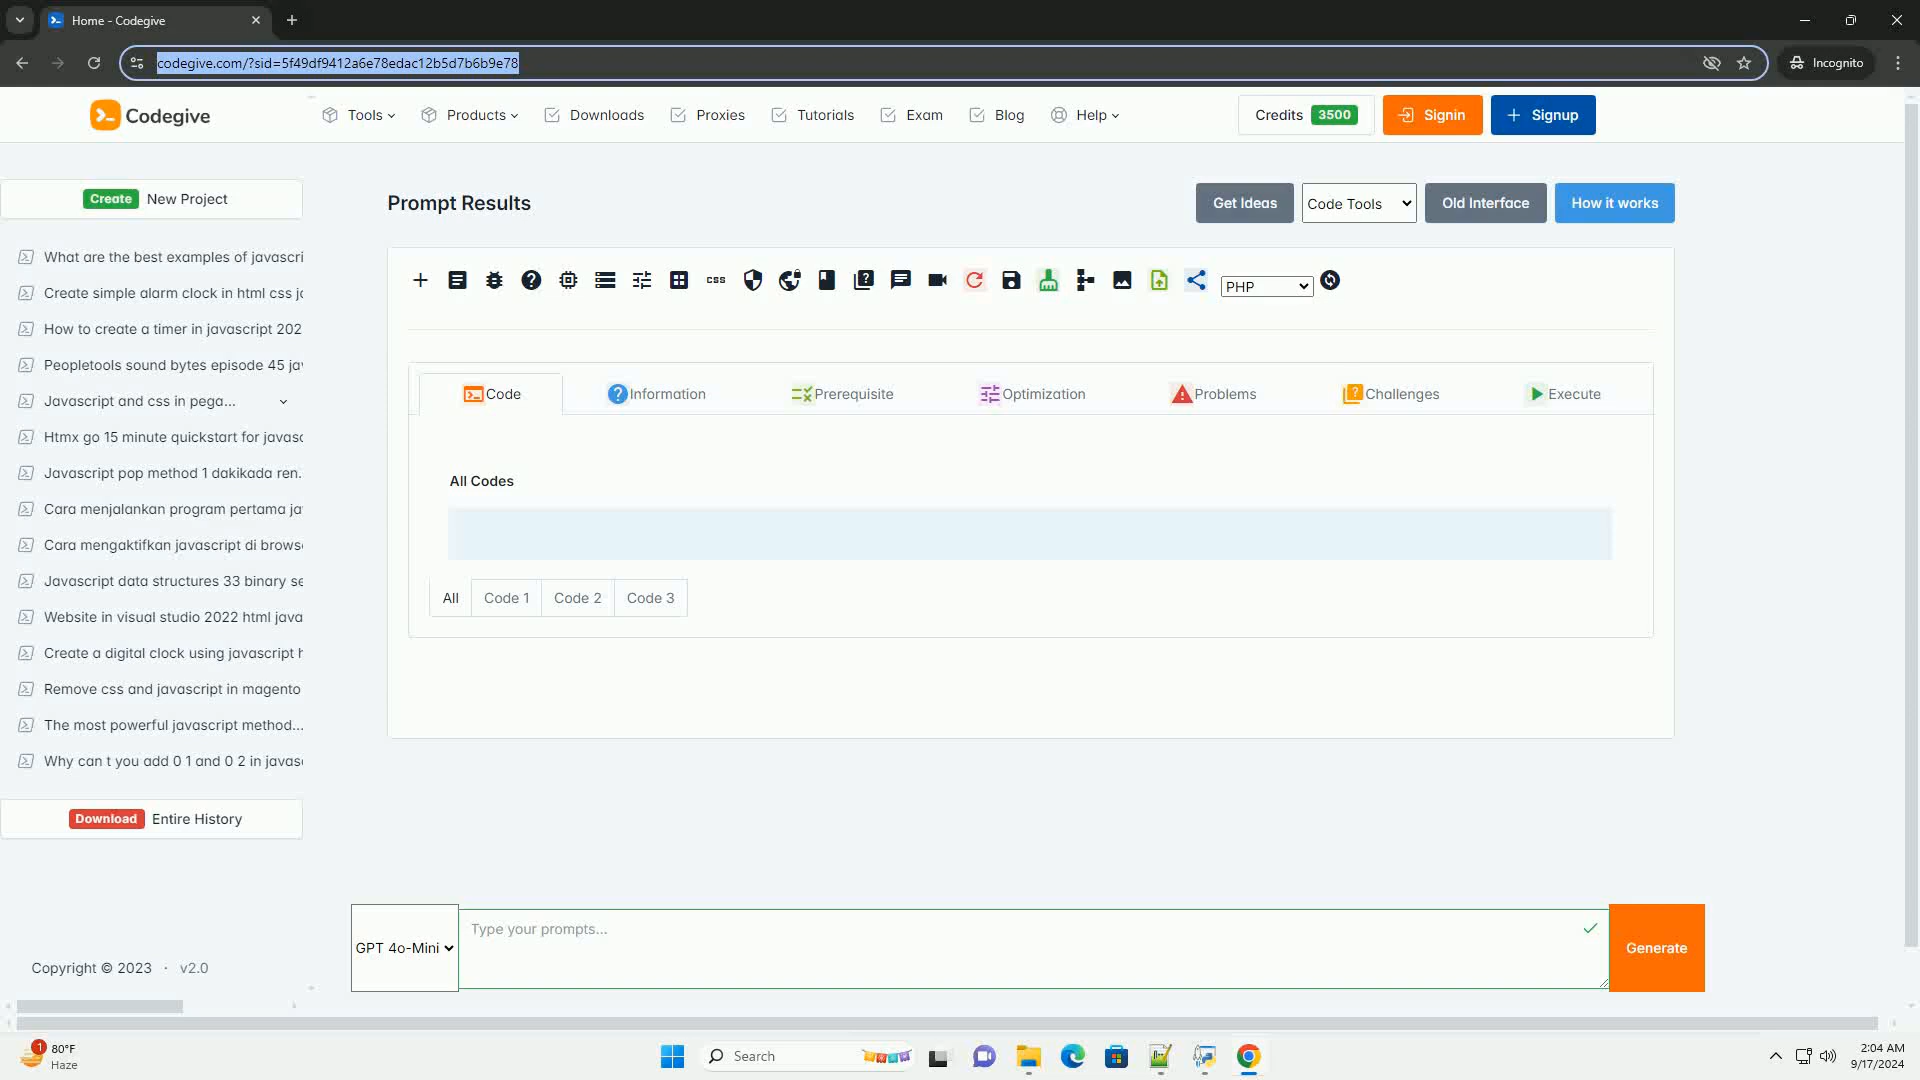 Home - Codegive
codegive.com/?sid=5f49df9412a6e78edac12b5d7b6b9e78
Incognito
Codegive
Tools
Products
Downloads
Proxies
Tutorials
Exam
Blog
Help
Credits 3500
Signin
Signup
Create New Project
What are the best examples of javascri
Create simple alarm clock in html css jc
How to create a timer in javascript 202
Peopletools sound bytes episode 45 jav
Javascript and css in pega...
Htmx go 15 minute quickstart for javasc
Javascript pop method 1 dakikada ren.
Cara menjalankan program pertama ja
Cara mengaktifkan javascript di browse
Javascript data structures 33 binary se
Website in visual studio 2022 html java
Create a digital clock using javascript h
Remove css and javascript in magento
The most powerful javascript method...
Why can t you add 0 1 and 0 2 in javasc
Download Entire History
Copyright © 2023 · v2.0
Prompt Results
Get Ideas
Code Tools
Old Interface
How it works
css
PHP
Code
Information
Prerequisite
Optimization
Problems
Challenges
Execute
All Codes
All
Code 1
Code 2
Code 3
GPT 4o-Mini
Type your prompts...
Generate
1
80°F
Haze
Search
2:04 AM
9/17/2024